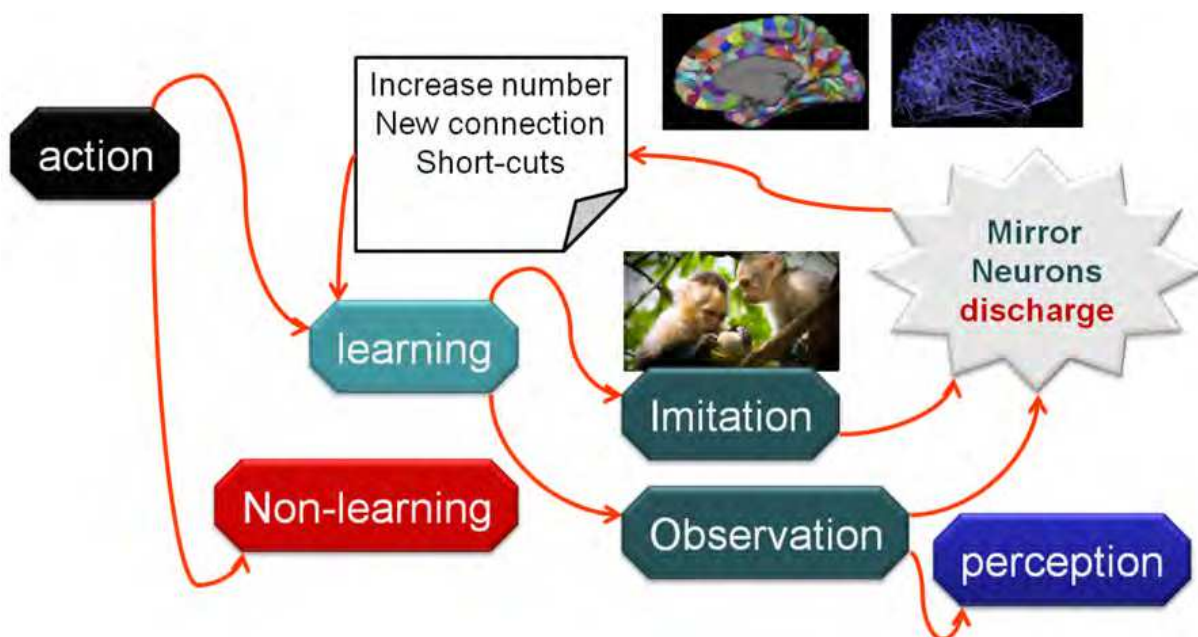 action
Increase number
New connection
Short-cuts
Mirror
Neurons
discharge
learning
Imitation
Non-learning
Observation
perception